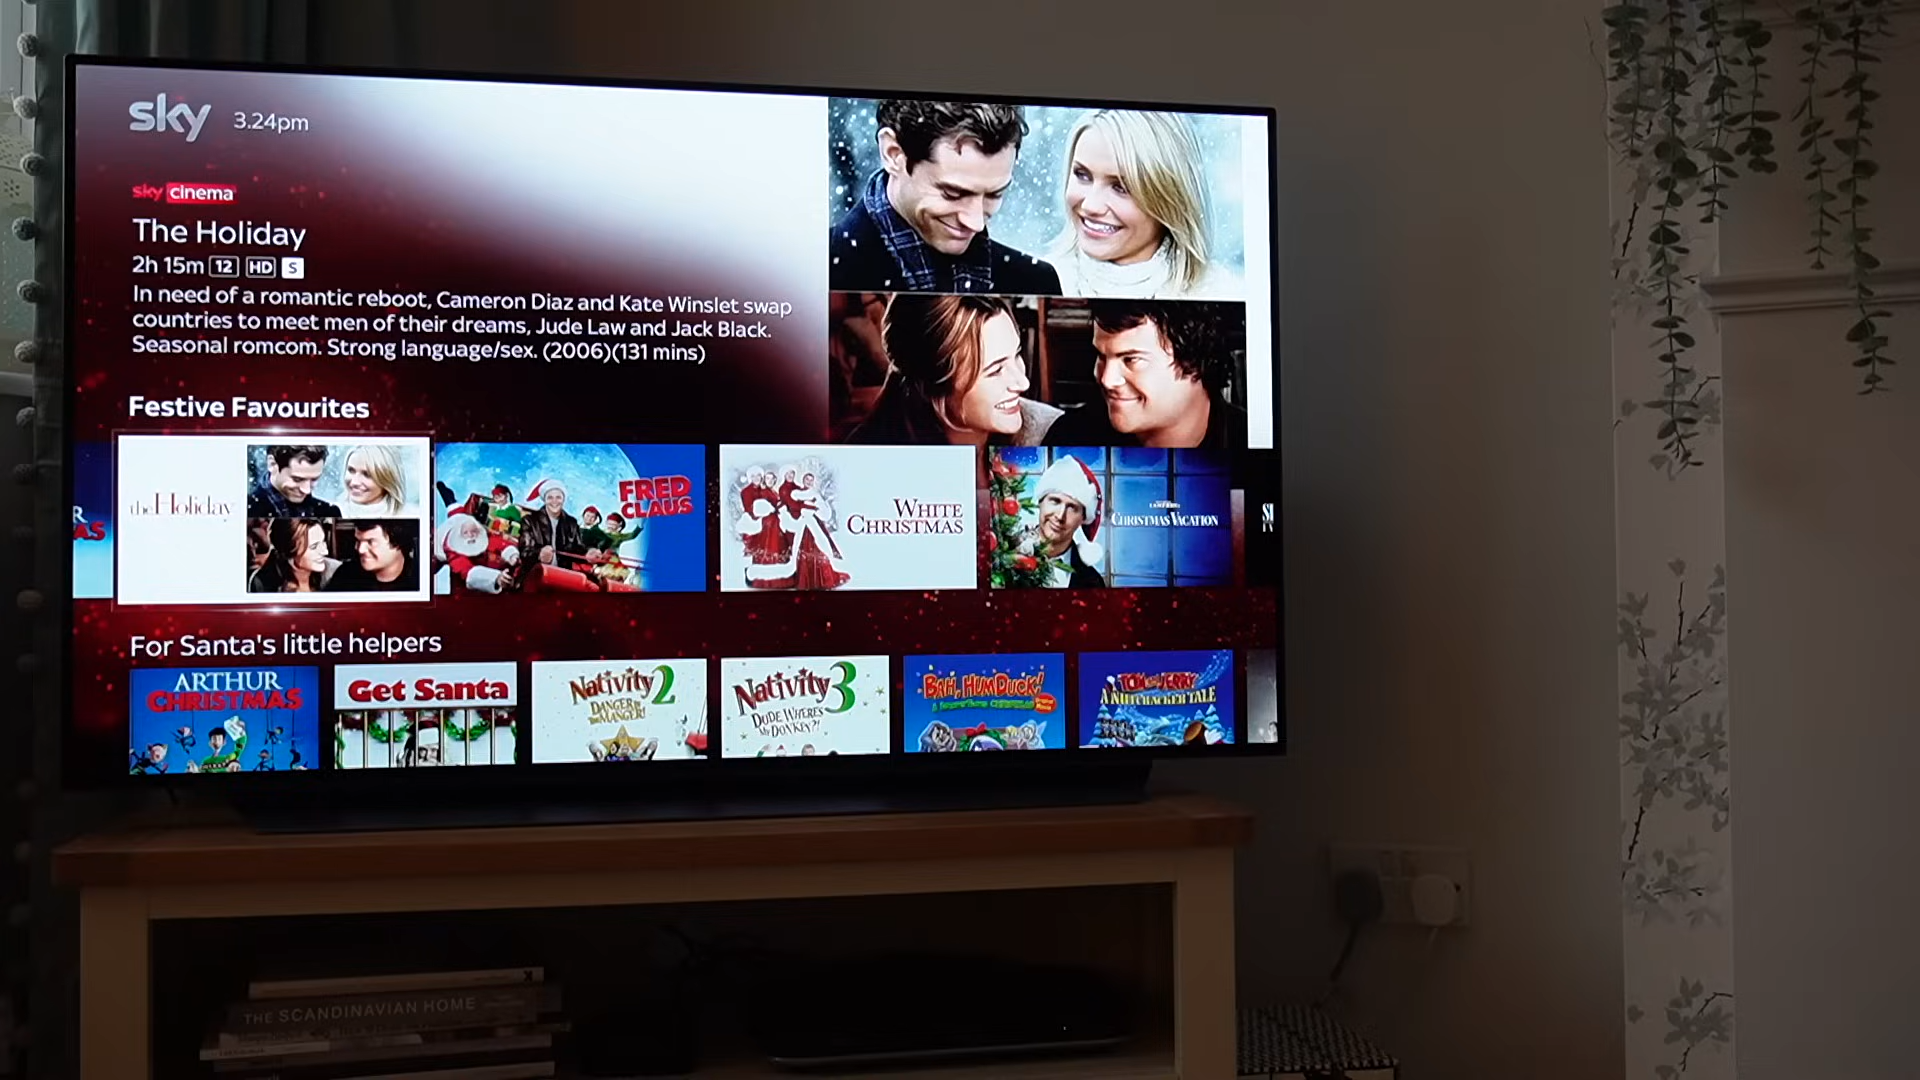 sky 3.24pm
sky cinema
The Holiday
2h 15m 12 HD S
In need of a romantic reboot, Cameron Diaz and Kate Winslet swap
countries to meet men of their dreams, Jude Law and Jack Black.
Seasonal romcom. Strong language/sex. (2006)(131 mins)
Festive Favourites
AS
the Holiday
FRED
CLAUS
WHITE
CHRISTMAS
CHRISTMAS VACATION
For Santa's little helpers
ARTHUR
CHRISTMAS
Get Santa
Nativity 2
DANGER IN
THE MANGER!
Nativity 3
DUDE WHERE'S
MY DONKEY?!
BAH, HUMDUCK!
TOM AND JERRY
A NUTCRACKER TALE
THE SCANDINAVIAN HOME